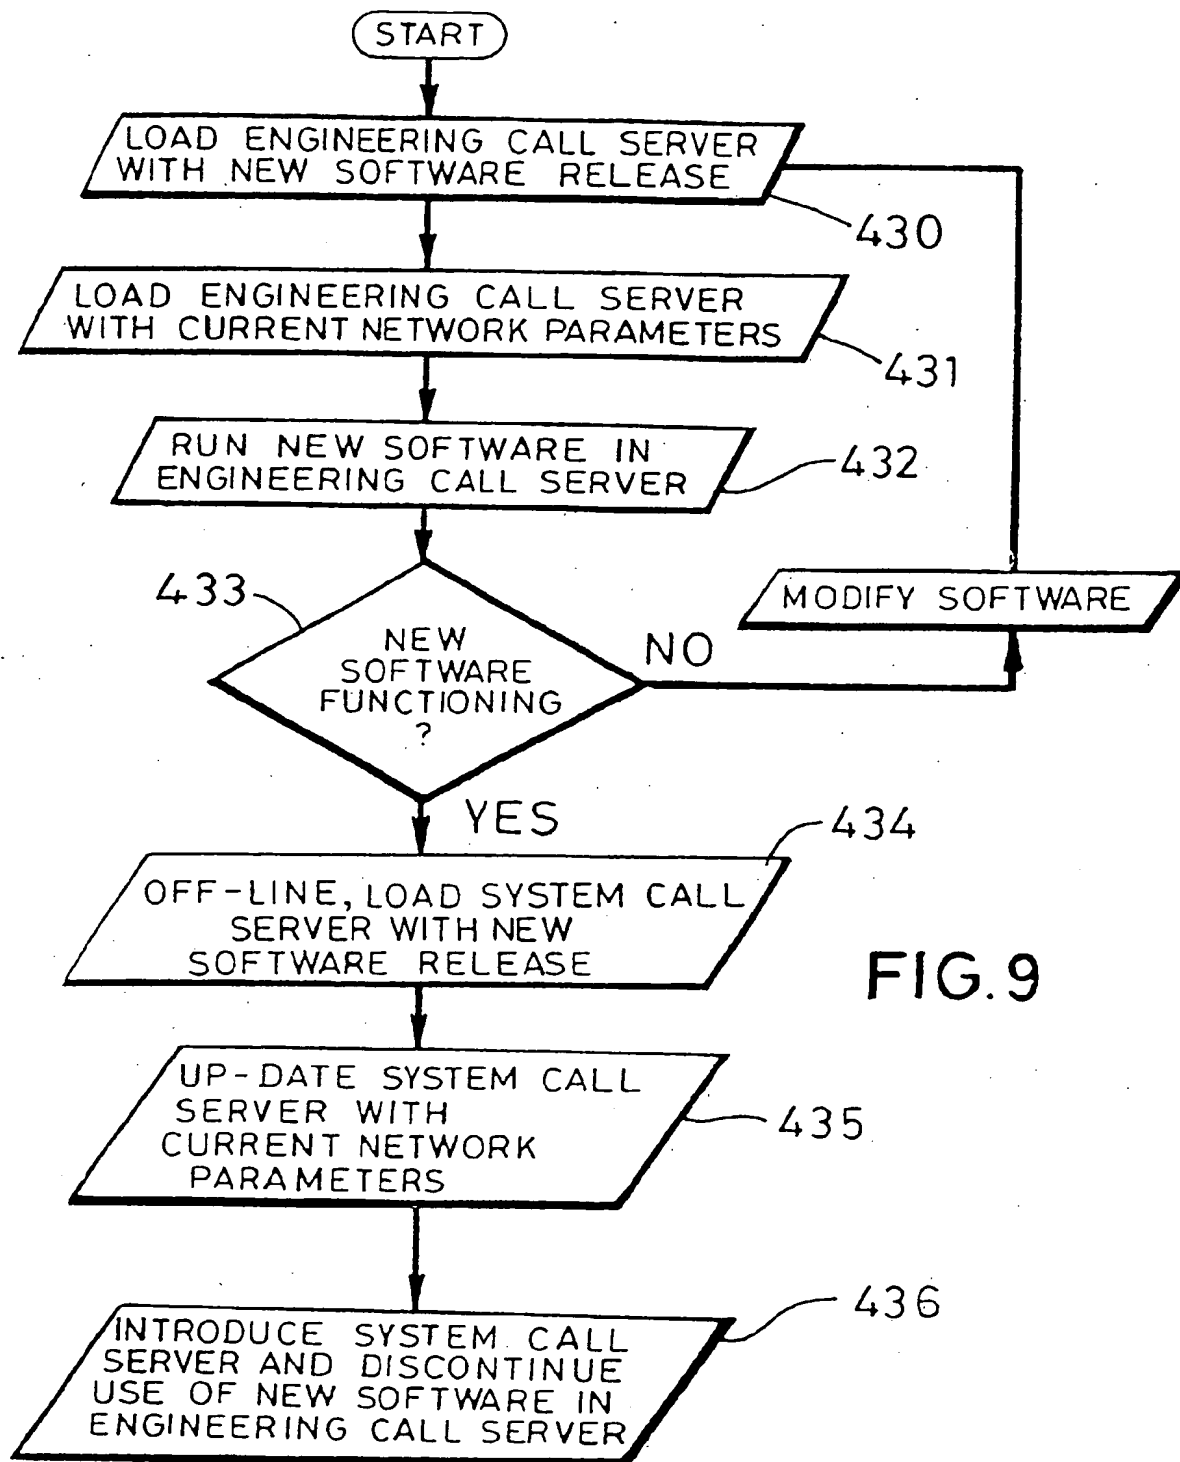 START
LOAD ENGINEERING CALL SERVER
WITH NEW SOFTWARE RELEASE
430
LOAD ENGINEERING CALL SERVER
WITH CURRENT NETWORK PARAMETERS
431
RUN NEW SOFTWARE IN
ENGINEERING CALL SERVER
432
433
NEW
SOFTWARE
FUNCTIONING
?
NO
MODIFY SOFTWARE
YES
434
OFF-LINE, LOAD SYSTEM CALL
SERVER WITH NEW
SOFTWARE RELEASE
FIG. 9
UP-DATE SYSTEM CALL
SERVER WITH
CURRENT NETWORK
PARAMETERS
435
436
INTRODUCE SYSTEM CALL
SERVER AND DISCONTINUE
USE OF NEW SOFTWARE IN
ENGINEERING CALL SERVER